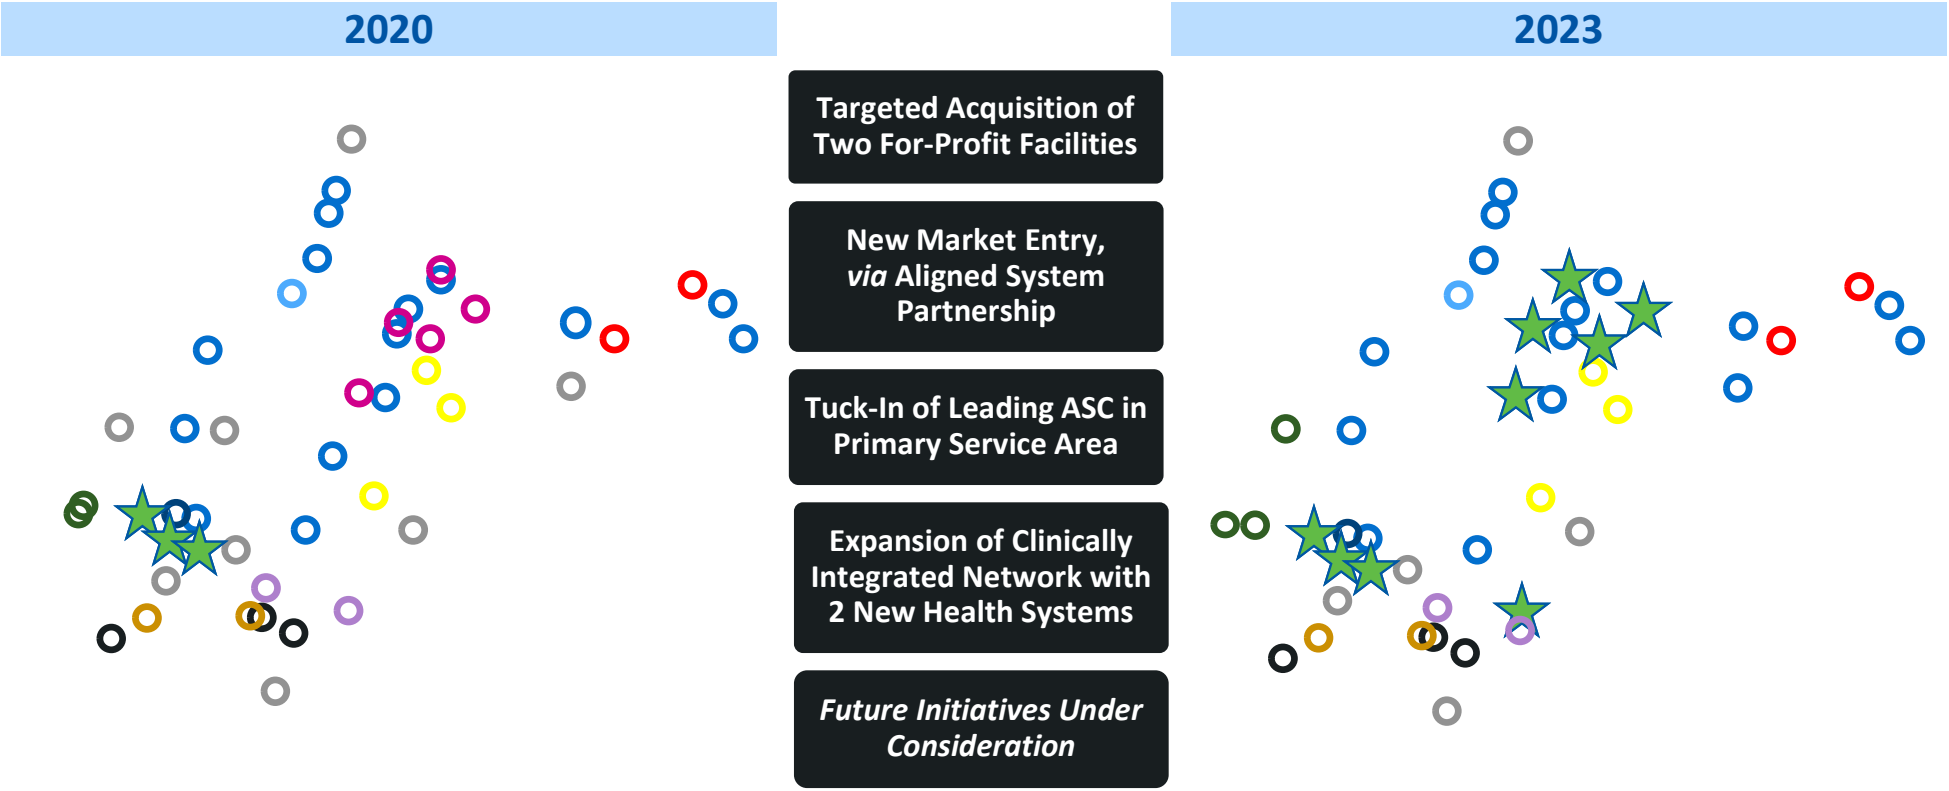 2020
2023
Targeted Acquisition of
Two For-Profit Facilities
New Market Entry,
via Aligned System
Partnership
Tuck-In of Leading ASC in
Primary Service Area
Expansion of Clinically
Integrated Network with
2 New Health Systems
Future Initiatives Under
Consideration